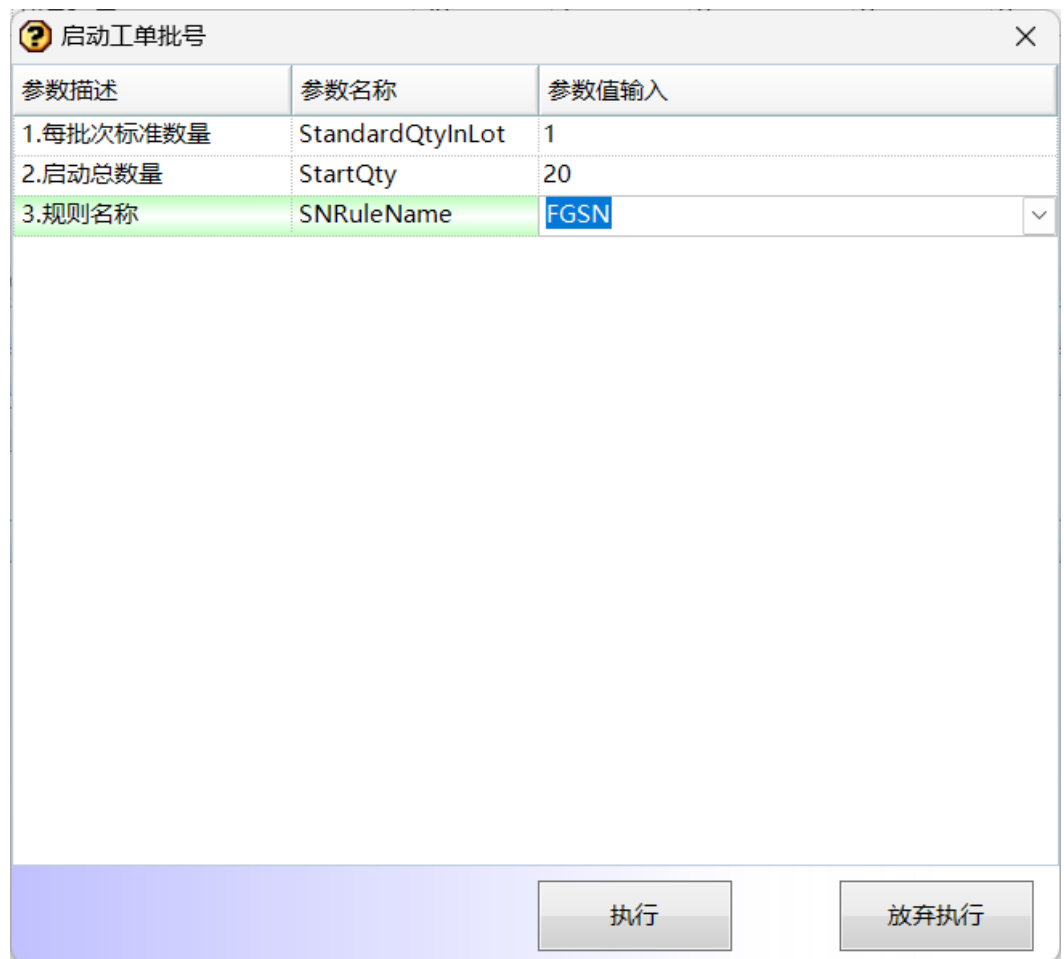 启动工单批号
参数描述 参数名称 参数值输入
1.每批次标准数量 StandardQtyInLot 1
2.启动总数量 StartQty 20
3.规则名称 SNRuleName FGSN
执行 放弃执行